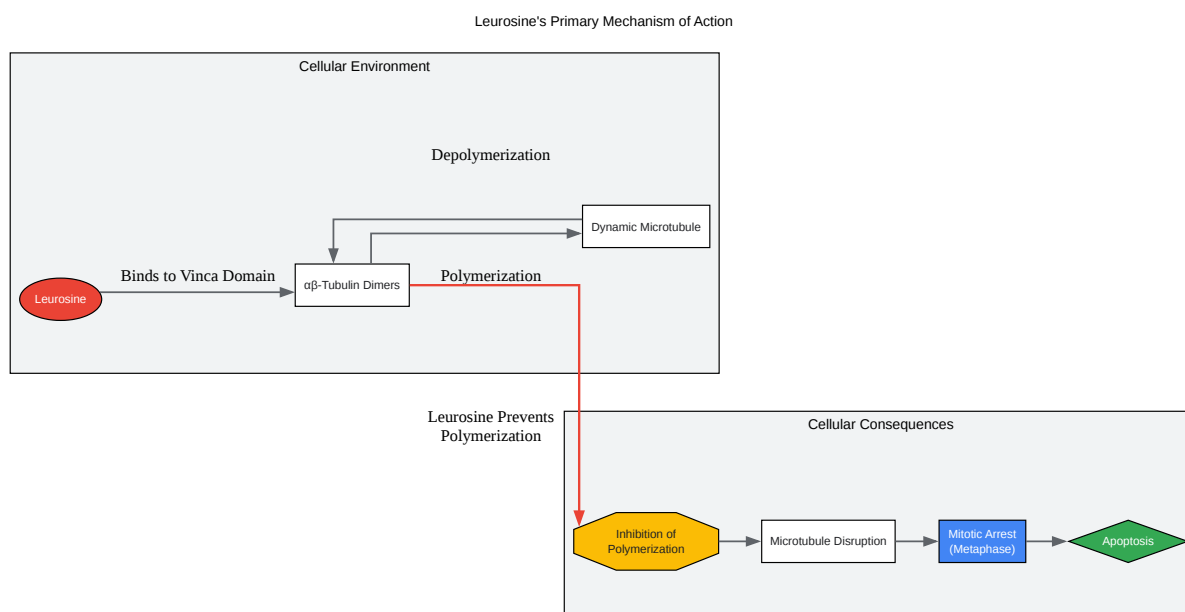 Leurosine's Primary Mechanism of Action
Cellular Environment
Depolymerization
Dynamic Microtubule
Binds to Vinca Domain
Polymerization
αβ-Tubulin Dimers
Leurosine
Leurosine Prevents
Polymerization
Cellular Consequences
Inhibition of
Polymerization
Microtubule Disruption
Mitotic Arrest
(Metaphase)
Apoptosis